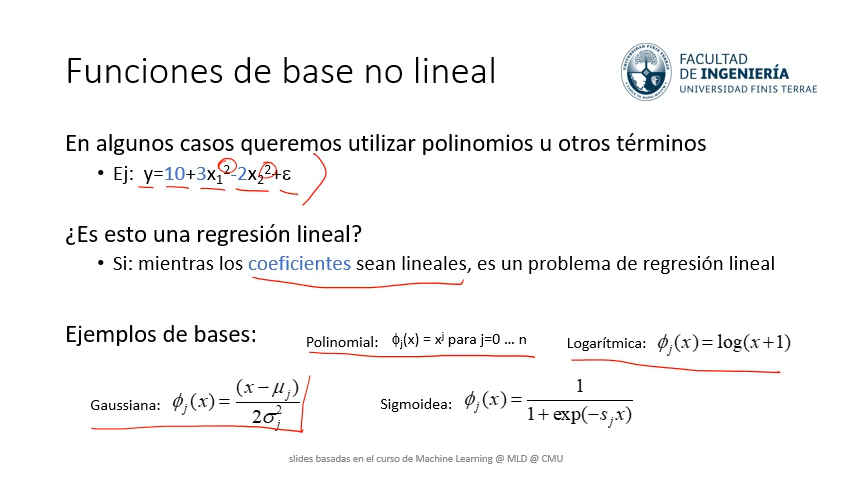 Funciones de base no lineal
FACULTAD
DE INGENIERÍA
UNIVERSIDAD FINIS TERRAE
En algunos casos queremos utilizar polinomios u otros términos
• Ej: y=10+3x₁²-2x₂²+ε
¿Es esto una regresión lineal?
• Si: mientras los coeficientes sean lineales, es un problema de regresión lineal
Ejemplos de bases:
Polinomial: ϕⱼ(x) = xʲ para j=0 … n
Logarítmica: ϕⱼ(x) = log(x+1)
Gaussiana: ϕⱼ(x) = (x − μⱼ) / 2σⱼ²
Sigmoidea: ϕⱼ(x) = 1 / 1 + exp(−sⱼx)
slides basadas en el curso de Machine Learning @ MLD @ CMU